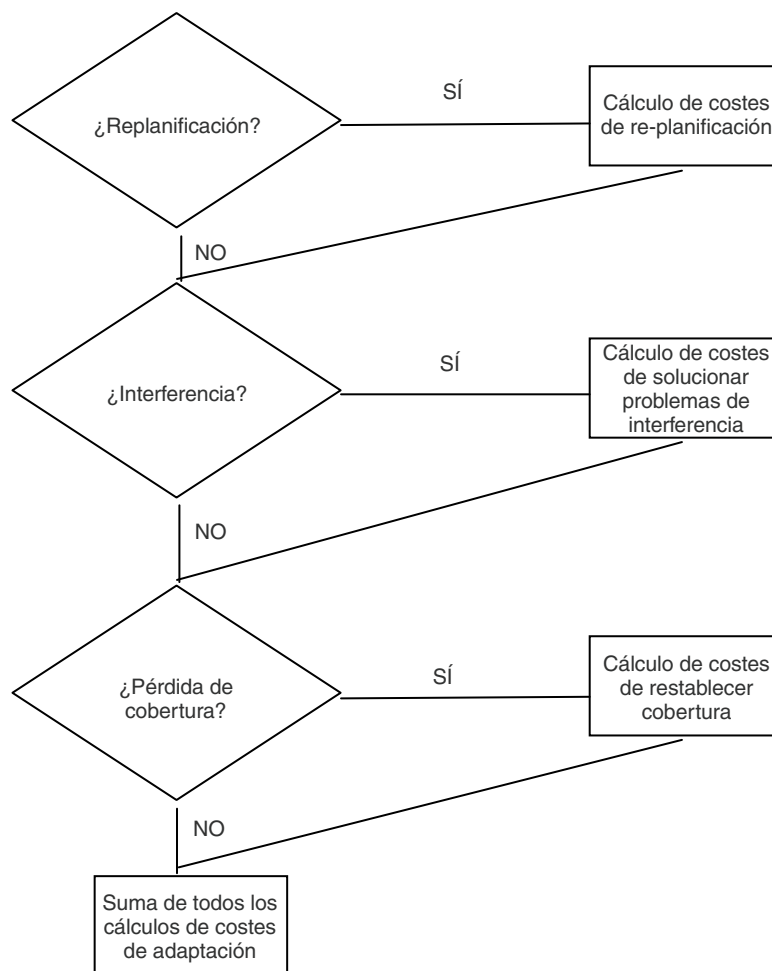 ¿Replanificación?
SÍ
Cálculo de costes
de re-planificación
NO
¿Interferencia?
SÍ
Cálculo de costes
de solucionar
problemas de
interferencia
NO
¿Pérdida de
cobertura?
SÍ
Cálculo de costes
de restablecer
cobertura
NO
Suma de todos los
cálculos de costes
de adaptación